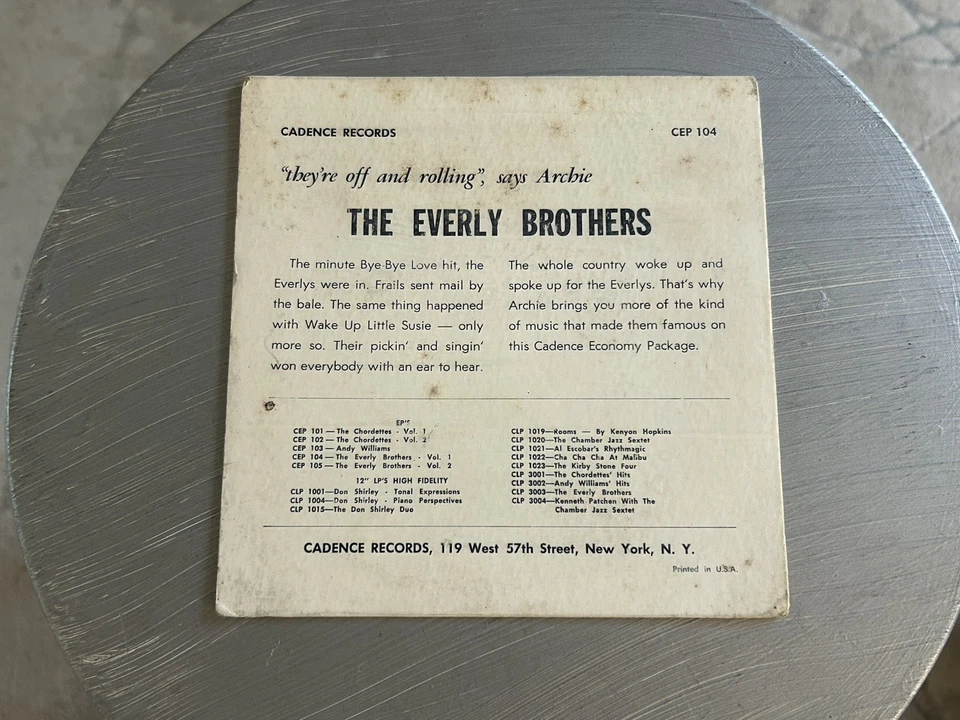 CADENCE RECORDS CEP 104
"they're off and rolling", says Archie
THE EVERLY BROTHERS
The minute Bye-Bye Love hit, the
Everlys were in. Frails sent mail by
the bale. The same thing happened
with Wake Up Little Susie — only
more so. Their pickin' and singin'
won everybody with an ear to hear.
The whole country woke up and
spoke up for the Everlys. That's why
Archie brings you more of the kind
of music that made them famous on
this Cadence Economy Package.
EP'S
CEP 101—The Chordettes - Vol. 1
CEP 102—The Chordettes - Vol. 2
CEP 103—Andy Williams
CEP 104—The Everly Brothers - Vol. 1
CEP 105—The Everly Brothers - Vol. 2
12" LP'S HIGH FIDELITY
CLP 1001—Don Shirley - Tonal Expressions
CLP 1004—Don Shirley - Piano Perspectives
CLP 1015—The Don Shirley Duo
CLP 1019—Rooms — By Kenyon Hopkins
CLP 1020—The Chamber Jazz Sextet
CLP 1021—Al Escobar's Rhythmagic
CLP 1022—Cha Cha Cha At Malibu
CLP 1023—The Kirby Stone Four
CLP 3001—The Chordettes' Hits
CLP 3002—Andy Williams' Hits
CLP 3003—The Everly Brothers
CLP 3004—Kenneth Patchen With The
Chamber Jazz Sextet
CADENCE RECORDS, 119 West 57th Street, New York, N. Y.
Printed in U.S.A.